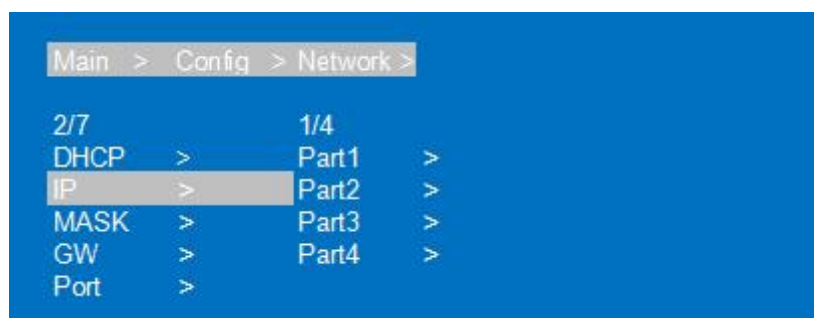 Main > Config > Network >
2/7 1/4
DHCP > Part1 >
IP > Part2 >
MASK > Part3 >
GW > Part4 >
Port >